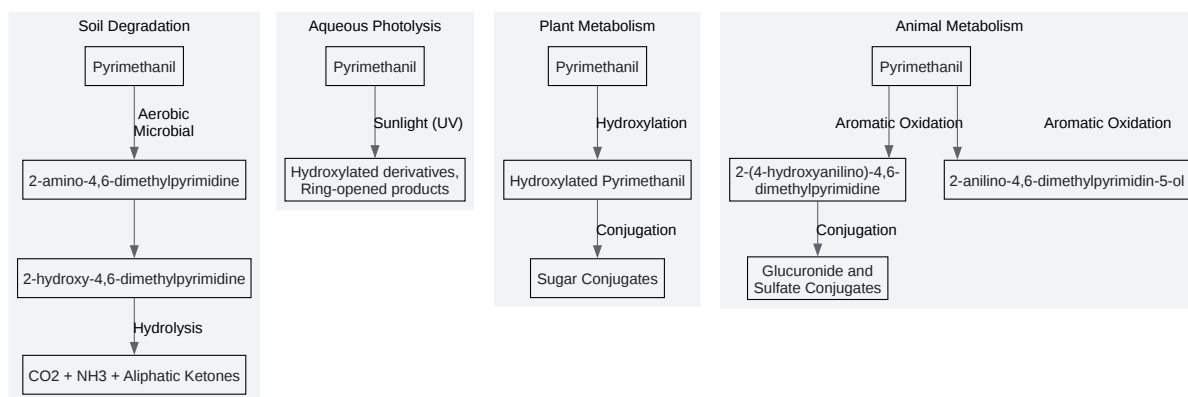 Soil Degradation
Pyrimethanil
Aerobic
Microbial
2-amino-4,6-dimethylpyrimidine
2-hydroxy-4,6-dimethylpyrimidine
Hydrolysis
CO2 + NH3 + Aliphatic Ketones
Aqueous Photolysis
Pyrimethanil
Sunlight (UV)
Hydroxylated derivatives,
Ring-opened products
Plant Metabolism
Pyrimethanil
Hydroxylation
Hydroxylated Pyrimethanil
Conjugation
Sugar Conjugates
Animal Metabolism
Pyrimethanil
Aromatic Oxidation
Aromatic Oxidation
2-(4-hydroxyanilino)-4,6-
dimethylpyrimidine
2-anilino-4,6-dimethylpyrimidin-5-ol
Conjugation
Glucuronide and
Sulfate Conjugates